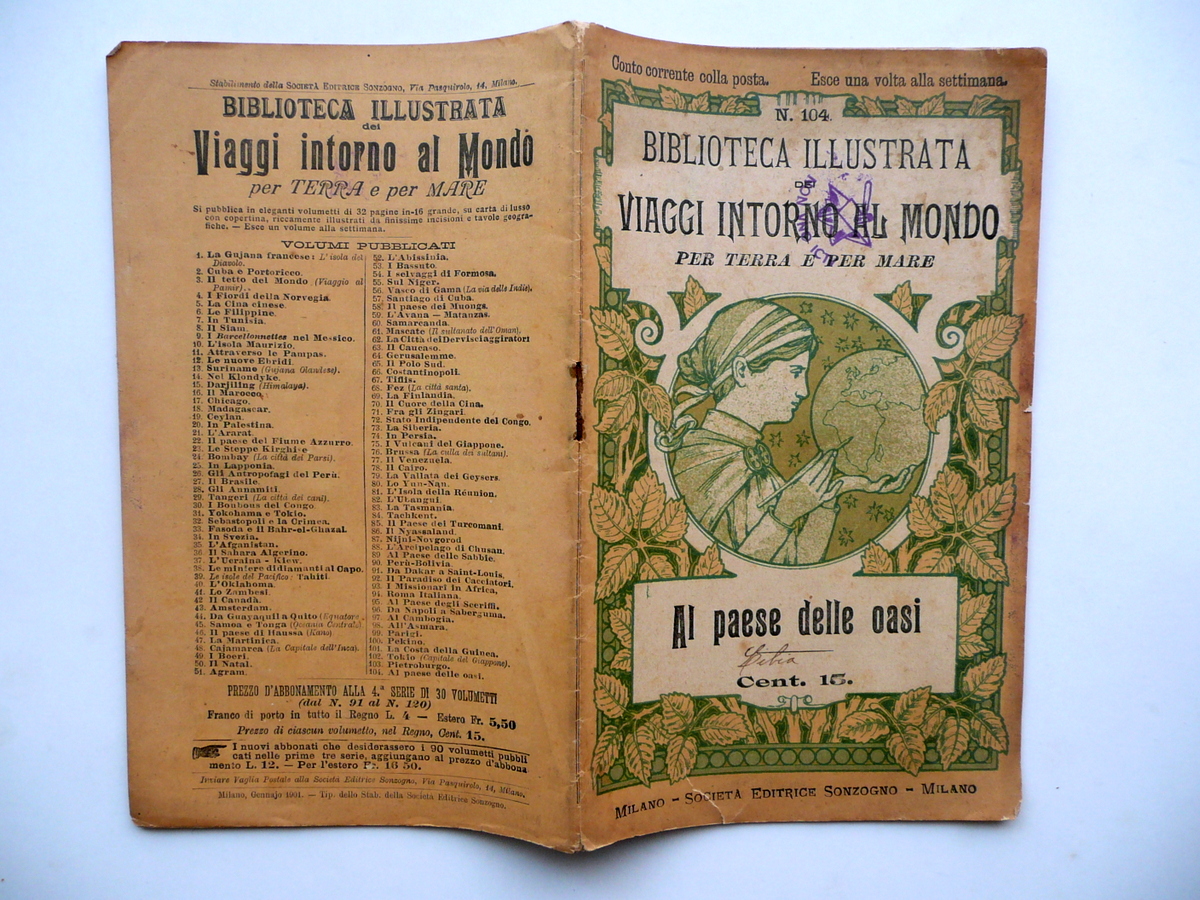 Stabilimento della SOCIETÀ EDITRICE SONZOGNO, Via Pasquirolo, 14, Milano.
BIBLIOTECA ILLUSTRATA
dei
Viaggi intorno al Mondo
per TERRA e per MARE
Si pubblica in eleganti volumetti di 32 pagine in-16 grande, su carta di lusso
con copertina, riccamente illustrati da finissime incisioni e tavole geogra-
fiche. — Esce un volume alla settimana.
VOLUMI PUBBLICATI
1. La Gujana francese: L'isola del
Diavolo.
2. Cuba e Portoricco.
3. Il tetto del Mondo (Viaggio al
Pamir).
4. I Fiordi della Norvegia
5. La Cina cinese.
6. Le Filippine.
7. In Tunisia.
8. Il Siam.
9. I Barcellonnettes nel Messico.
10. L'isola Maurizio.
11. Attraverso le Pampas.
12. Le nuove Ebridi.
13. Suriname (Gujana Olandese).
14. Nel Klondyke.
15. Darjiling (Himalaya).
16. Il Marocco.
17. Chicago.
18. Madagascar.
19. Ceylan.
20. In Palestina.
21. L'Ararat.
22. Il paese del Fiume Azzurro.
23. Le Steppe Kirghise
24. Bombay (La città dei Parsi).
25. In Lapponia.
26. Gli Antropofagi del Perù.
27. Il Brasile.
28. Gli Annamiti.
29. Tangeri (La città dei cani).
30. I Boubous del Congo
31. Yokohama e Tokio.
32. Sebastopoli e la Crimea.
33. Fasoda e il Bahr-el-Ghazal.
34. In Svezia.
35. L'Afganistan.
36. Il Sahara Algerino.
37. L'Ucraina - Kiew.
38. Le miniere di diamanti al Capo.
39. Le isole del Pacifico: Tahiti.
40. L'Oklahoma.
41. Lo Zambesi.
42. Il Canadà.
43. Amsterdam.
44. Da Guayaquil a Quito (Equatore).
45. Samoa e Tonga (Oceania Centrale).
46. Il paese di Haussa (Kano).
47. La Martinica.
48. Cajamarca (La Capitale dell'Inca).
49. I Boeri.
50. Il Natal.
51. Agram.
52. L'Abissinia.
53. I Bassuto.
54. I selvaggi di Formosa.
55. Sul Niger.
56. Vasco di Gama (La via delle Indie).
57. Santiago di Cuba.
58. Il paese dei Muongs.
59. L'Avana — Matanzas.
60. Samarcanda.
61. Mascate (Il sultanato dell'Oman).
62. La Città dei Dervisci aggiratori
63. Il Caucaso.
64. Gerusalemme.
65. Il Polo Sud.
66. Costantinopoli.
67. Tiflis.
68. Fez (La città santa).
69. La Finlandia.
70. Il Cuore della Cina.
71. Fra gli Zingari.
72. Stato Indipendente del Congo.
73. La Siberia.
74. In Persia.
75. I Vulcani del Giappone.
76. Brussa (La culla dei sultani).
77. Il Venezuela.
78. Il Cairo.
79. La Vallata dei Geysers.
80. Lo Yun-Nan.
81. L'Isola della Réunion.
82. L'Ubangui.
83. La Tasmania.
84. Tachkent.
85. Il Paese dei Turcomani.
86. Il Nyassaland.
87. Nijni-Novgorod
88. L'Arcipelago di Chusan.
89. Al Paese delle Sabbie.
90. Perù-Bolivia.
91. Da Dakar a Saint-Louis.
92. Il Paradiso dei Cacciatori.
93. I Missionari in Africa.
94. Roma Italiana.
95. Al Paese degli Sceriffi.
96. Da Napoli a Saberguma.
97. Al Cambogia.
98. All'Asmara.
99. Parigi.
100. Pekino.
101. La Costa della Guinea.
102. Tokio (Capitale del Giappone).
103. Pietroburgo.
104. Al paese delle oasi.
PREZZO D'ABBONAMENTO ALLA 4.ª SERIE DI 30 VOLUMETTI
(dal N. 91 al N. 120)
Franco di porto in tutto il Regno L. 4 — Estero Fr. 5,50
Prezzo di ciascun volumetto, nel Regno, Cent. 15.
I nuovi abbonati che desiderassero i 90 volumetti pubbli
cati nelle prime tre serie, aggiungano al prezzo d'abbona
mento L. 12. — Per l'estero Fr. 16 50.
Inviare Vaglia Postale alla Società Editrice Sonzogno, Via Pasquirolo, 14, Milano.
Milano, Gennajo 1901. — Tip. dello Stab. della Società Editrice Sonzogno.
Conto corrente colla posta. Esce una volta alla settimana.
N. 104.
BIBLIOTECA ILLUSTRATA
DEI
VIAGGI INTORNO AL MONDO
PER TERRA E PER MARE
Al paese delle oasi
Libia
Cent. 15.
MILANO - SOCIETÀ EDITRICE SONZOGNO - MILANO